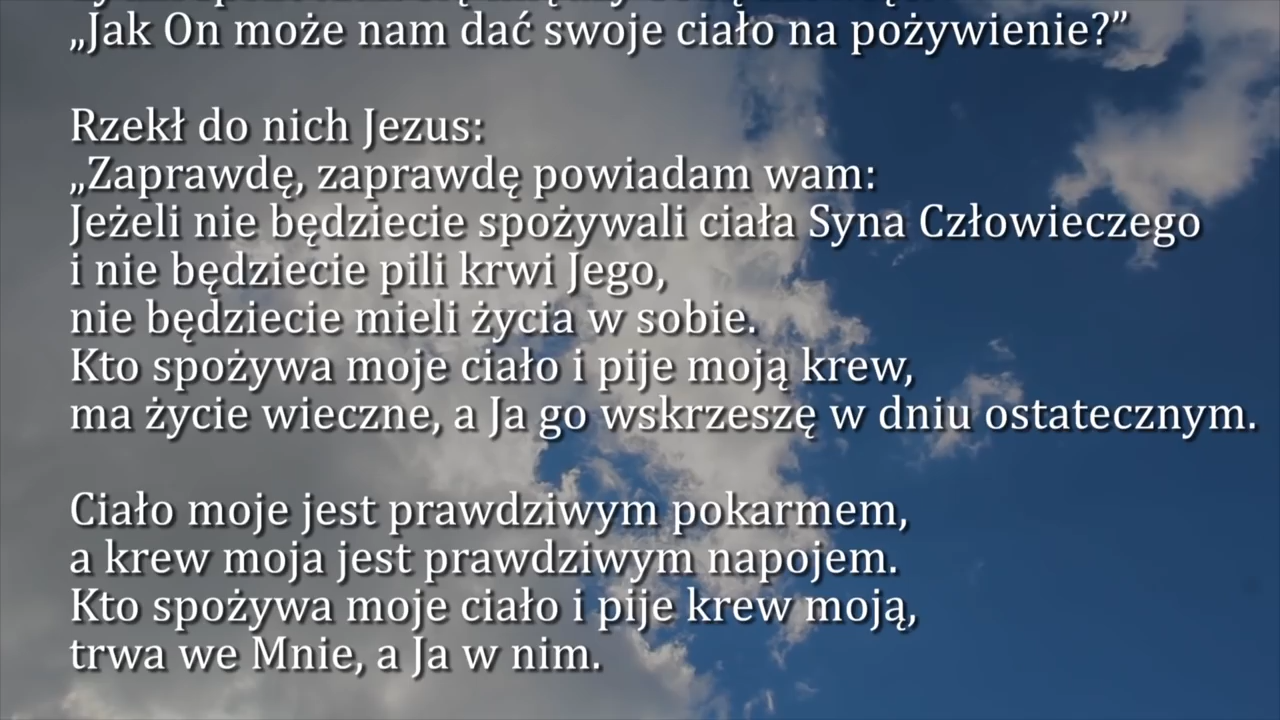 „Jak On może nam dać swoje ciało na pożywienie?”
Rzekł do nich Jezus:
„Zaprawdę, zaprawdę powiadam wam:
Jeżeli nie będziecie spożywali ciała Syna Człowieczego
i nie będziecie pili krwi Jego,
nie będziecie mieli życia w sobie.
Kto spożywa moje ciało i pije moją krew,
ma życie wieczne, a Ja go wskrzeszę w dniu ostatecznym.
Ciało moje jest prawdziwym pokarmem,
a krew moja jest prawdziwym napojem.
Kto spożywa moje ciało i pije krew moją,
trwa we Mnie, a Ja w nim.